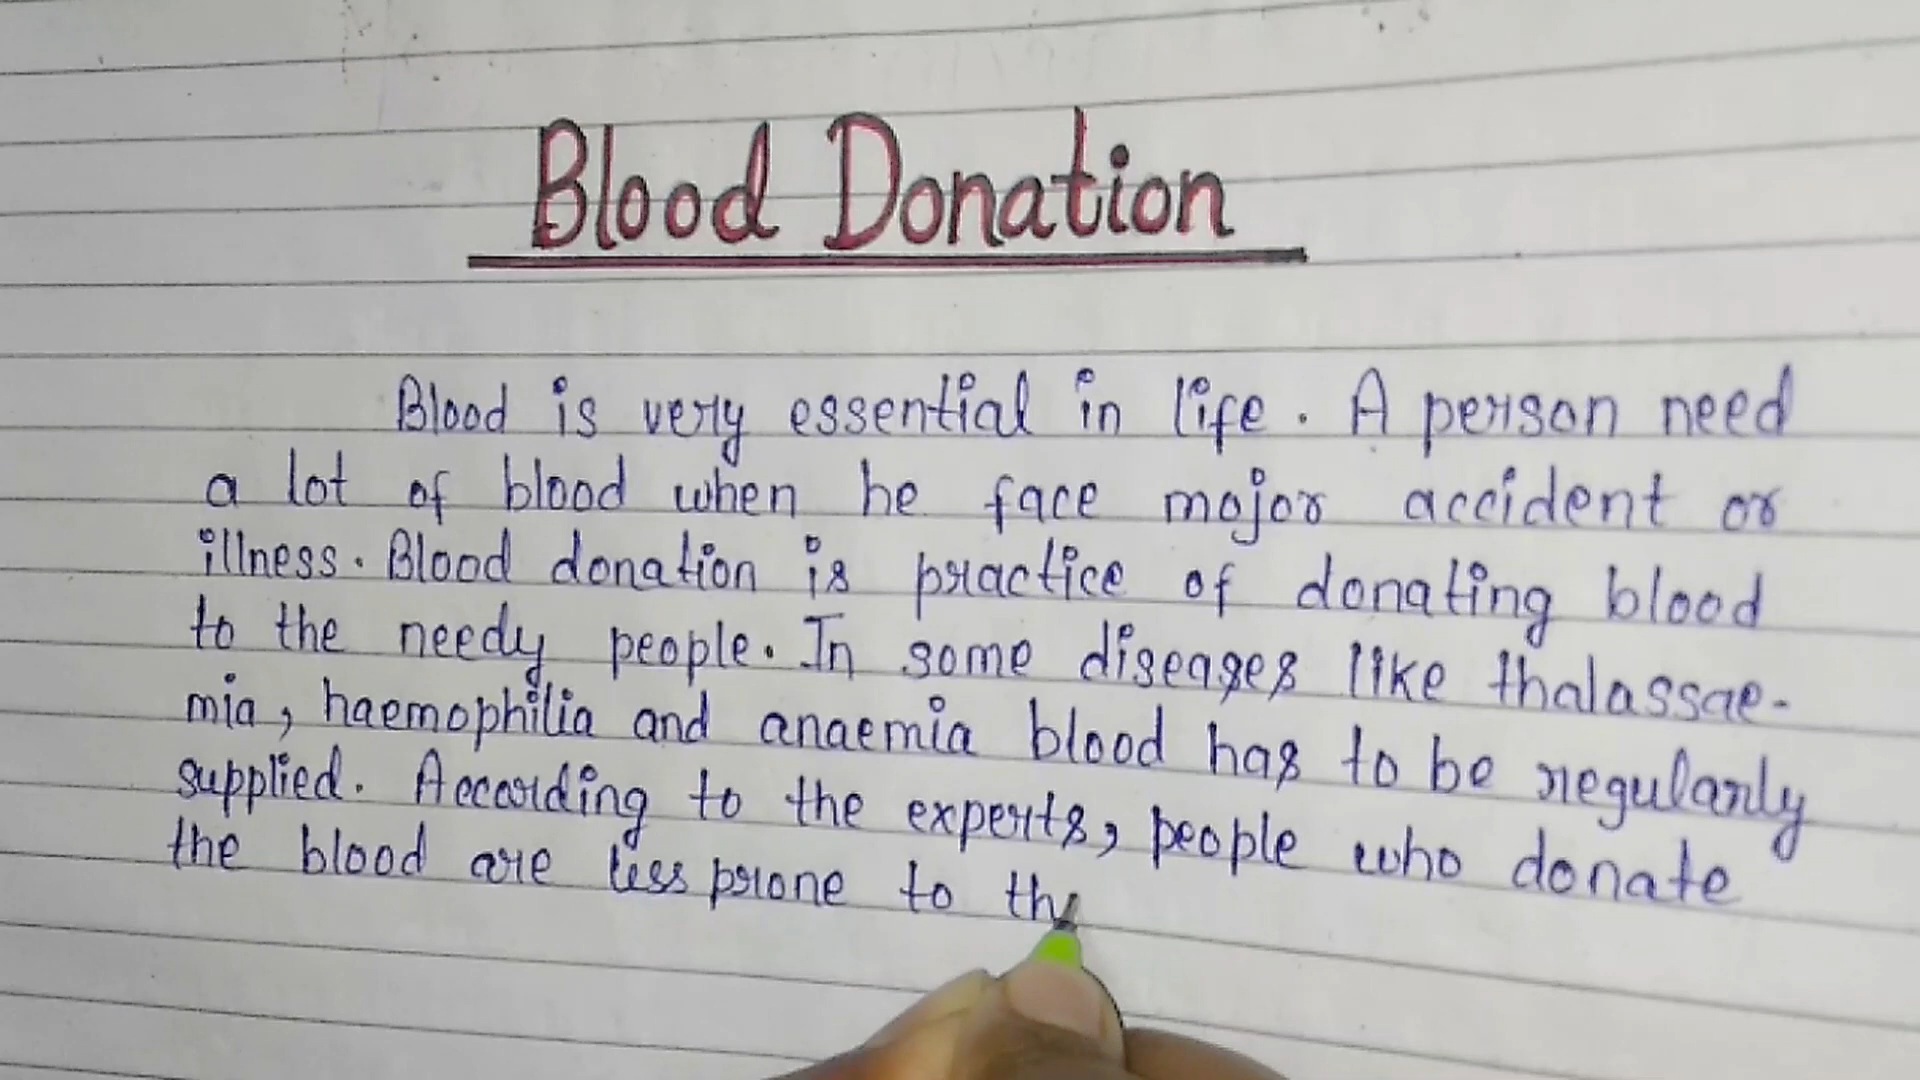 Blood Donation
Blood is very essential in life. A person need
a lot of blood when he face major accident or
illness. Blood donation is practice of donating blood
to the needy people. In some diseases like thalassae-
mia, haemophilia and anaemia blood has to be regularly
supplied. According to the experts, people who donate
the blood are less prone to th